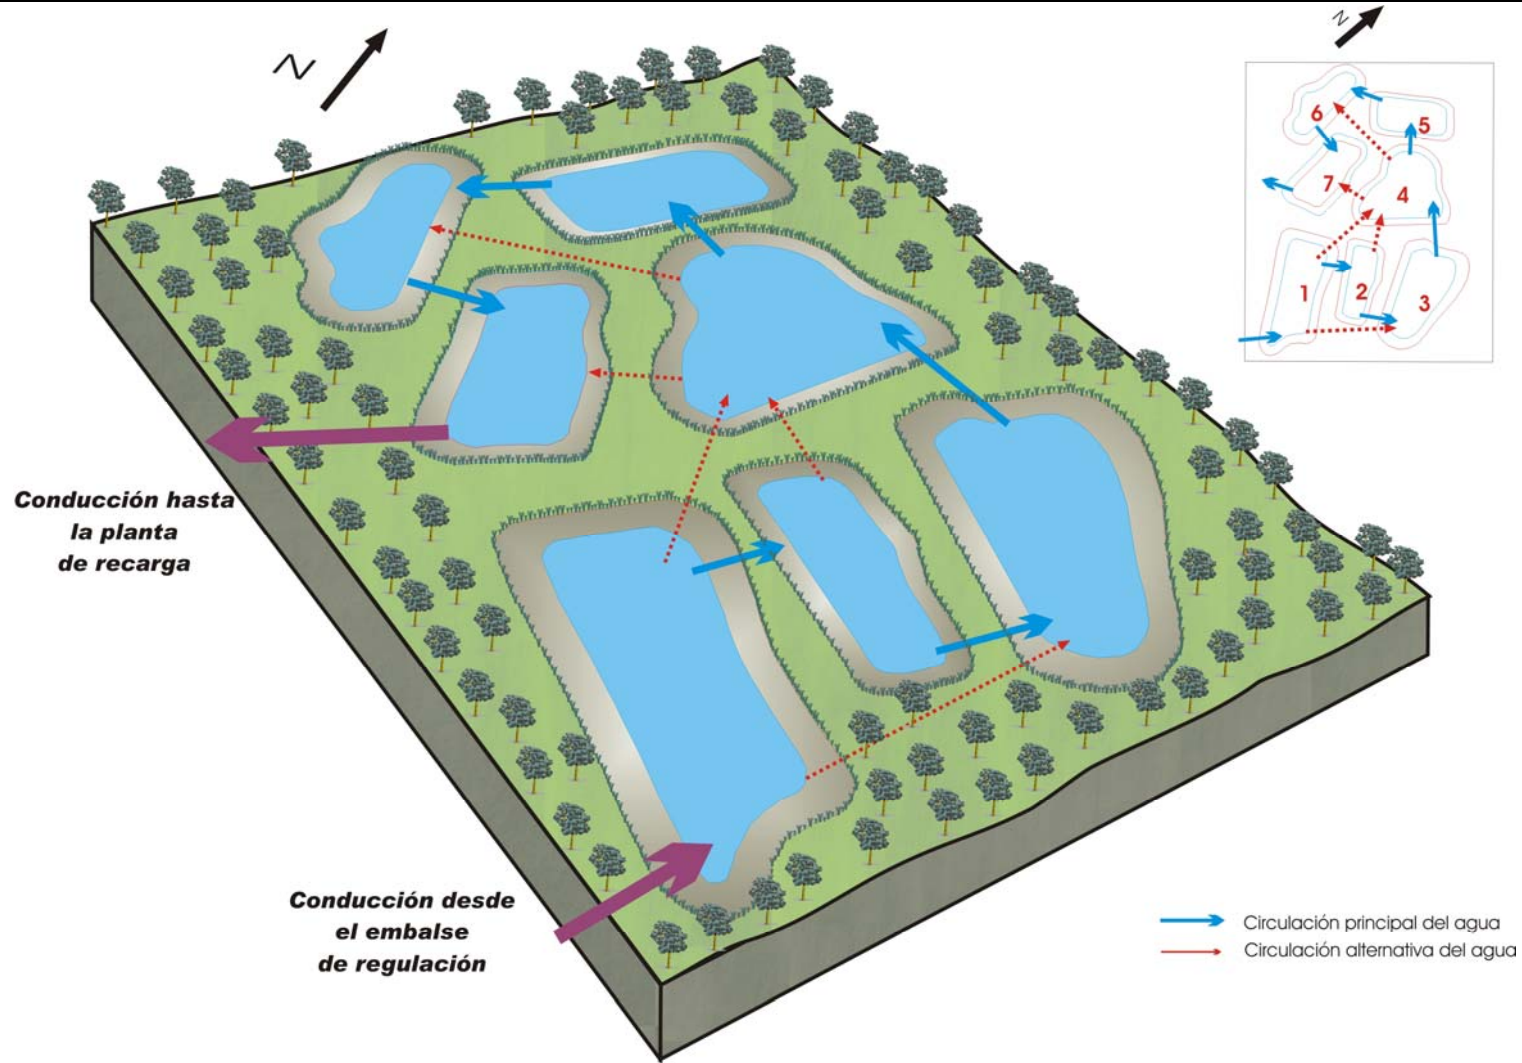 N
N
6
5
7
4
1
2
3
Conducción hasta
la planta
de recarga
Conducción desde
el embalse
de regulación
Circulación principal del agua
Circulación alternativa del agua